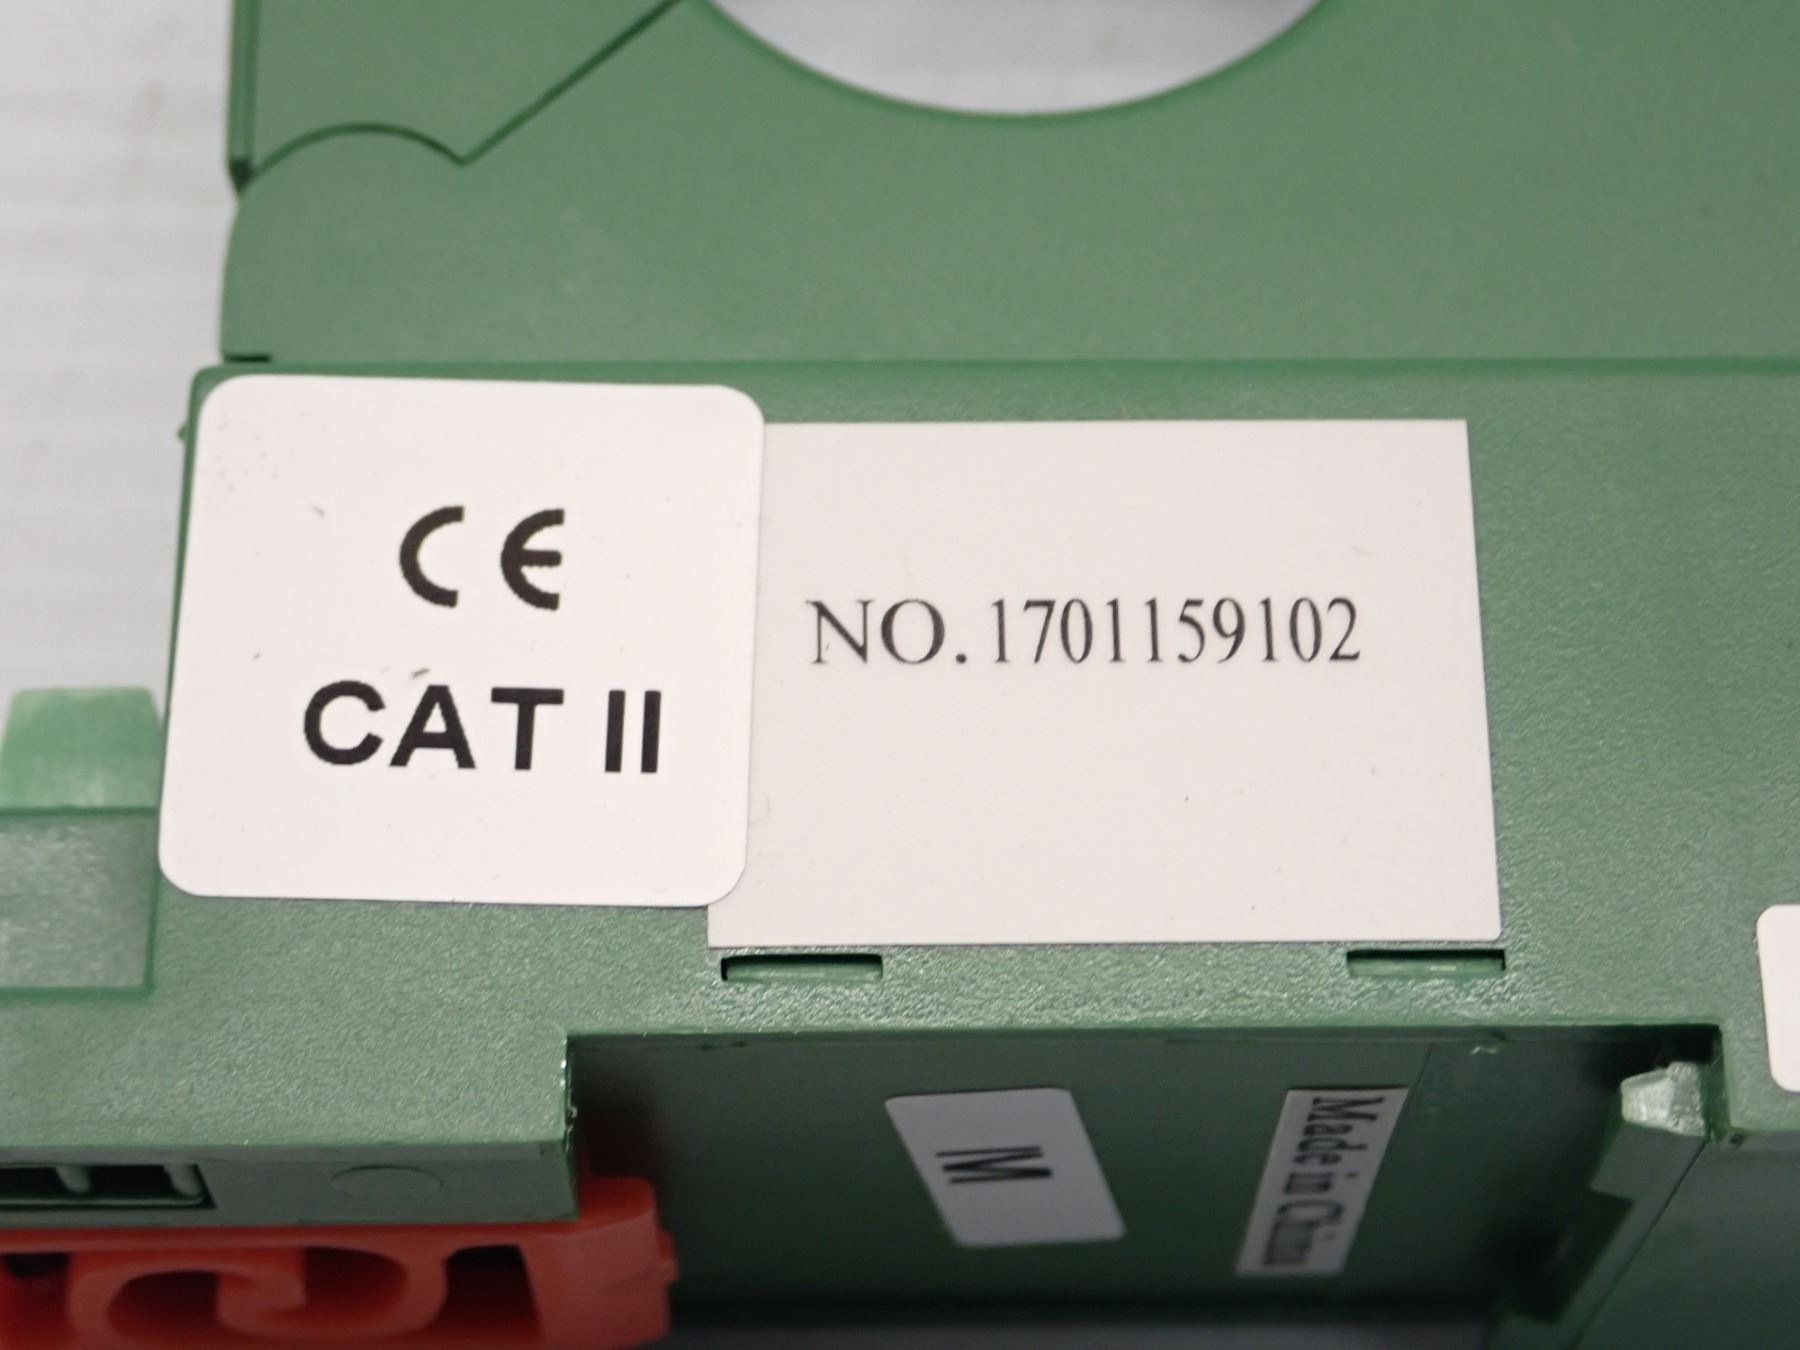 CE
CAT II
NO.1701159102
M
Made in China